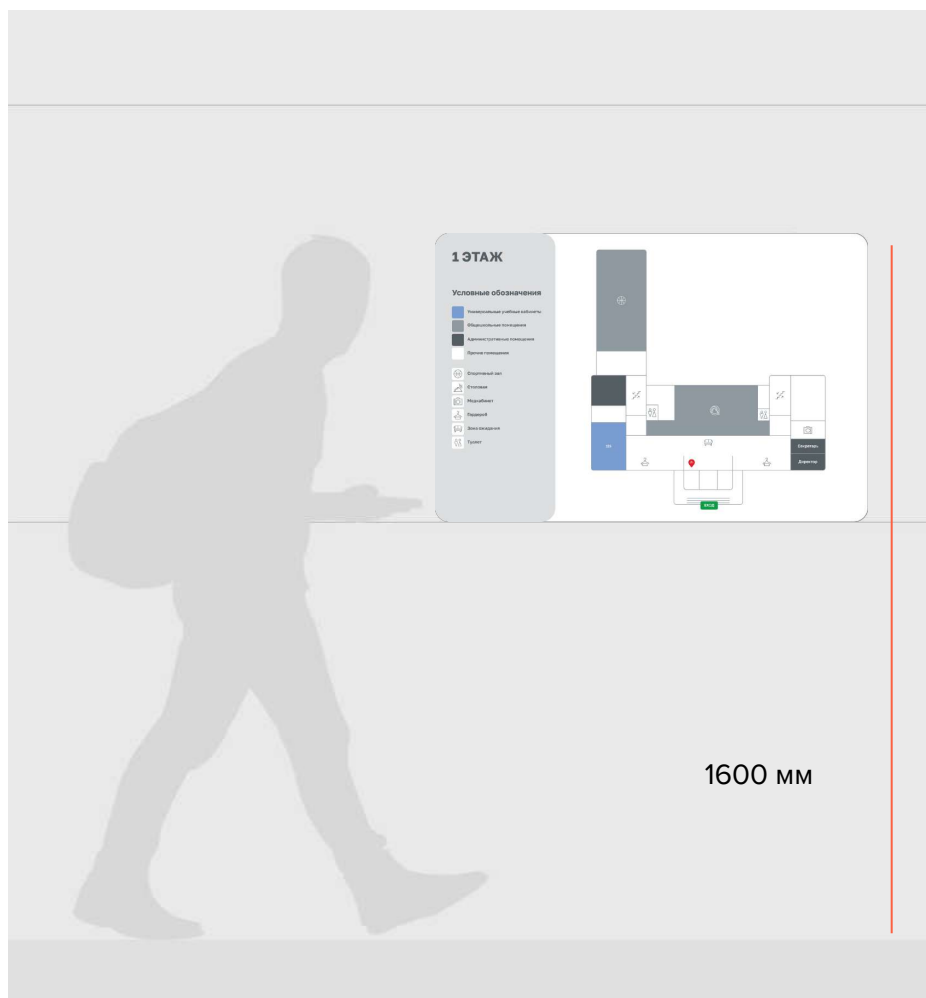 1 ЭТАЖ
Условные обозначения
Универсальные учебные кабинеты
Общешкольные помещения
Административные помещения
Прочие помещения
Спортивный зал
Столовая
Медкабинет
Гардероб
Зона ожидания
Туалет
Секретарь
Директор
ВХОД
1600 мм